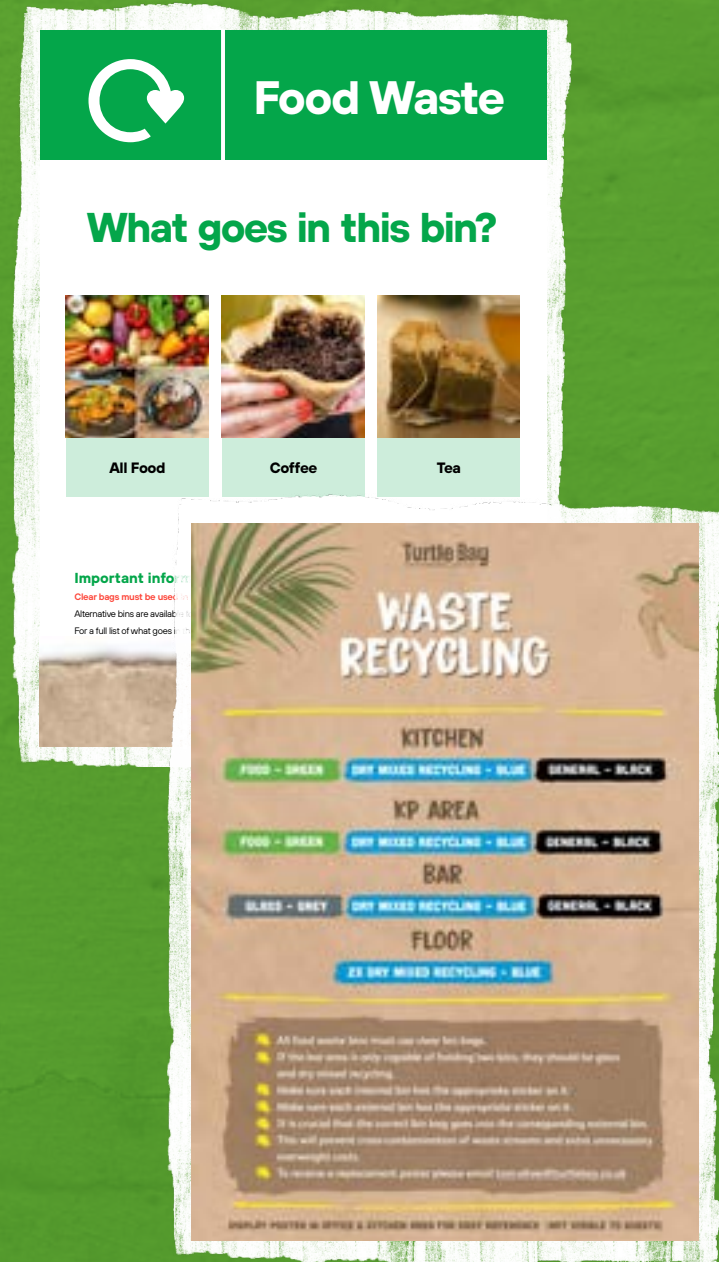 Food Waste
What goes in this bin?
All Food
Coffee
Tea
Important infor
Clear bags must be used
Alternative bins are available
For a full list of what goes i
Turtle Bay
WASTE
RECYCLING
KITCHEN
FOOD - GREEN
DRY MIXED RECYCLING - BLUE
GENERAL - BLACK
KP AREA
FOOD - GREEN
DRY MIXED RECYCLING - BLUE
GENERAL - BLACK
BAR
GLASS - GREY
DRY MIXED RECYCLING - BLUE
GENERAL - BLACK
FLOOR
2X DRY MIXED RECYCLING - BLUE
All food waste bins must use clear bin bags.
If the bar area is only capable of holding two bins, they should be glass
and dry mixed recycling.
Make sure each internal bin has the appropriate sticker on it.
Make sure each external bin has the appropriate sticker on it.
It is crucial that the correct bin bag goes into the corresponding external bin.
This will prevent cross-contamination of waste streams and extra unnecessary
overweight costs.
To receive a replacement poster please email
DISPLAY POSTER IN OFFICE & KITCHEN AREA FOR EASY REFERENCE (NOT VISIBLE TO GUESTS)